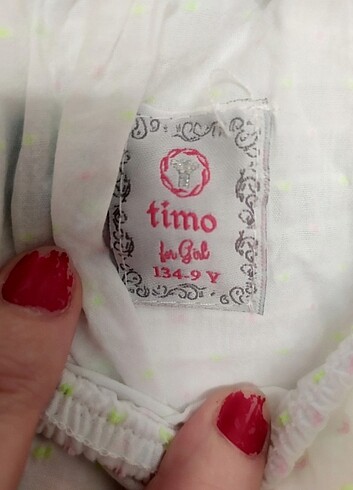 timo
for Girl
134-9 Y